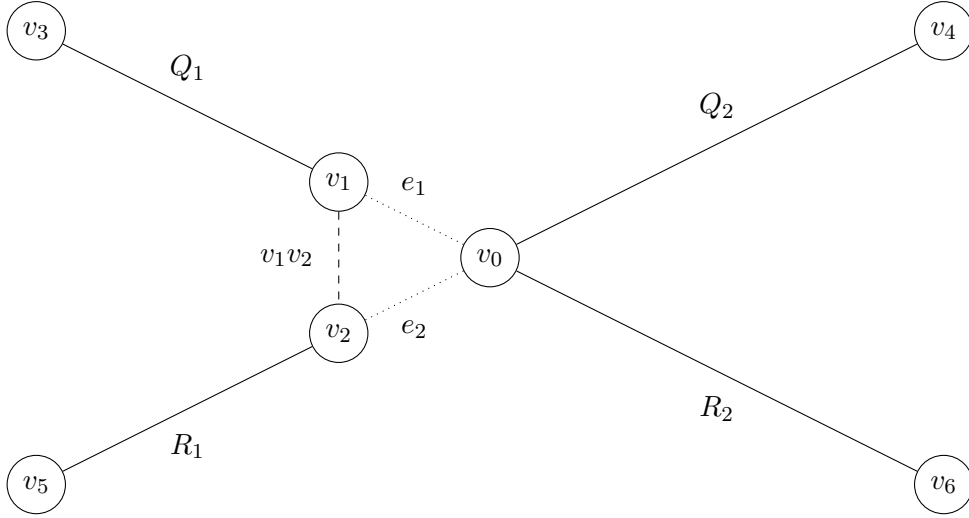 v₃
v₄
Q₁
Q₂
v₁
e₁
v₁v₂
v₀
v₂
e₂
R₁
R₂
v₅
v₆